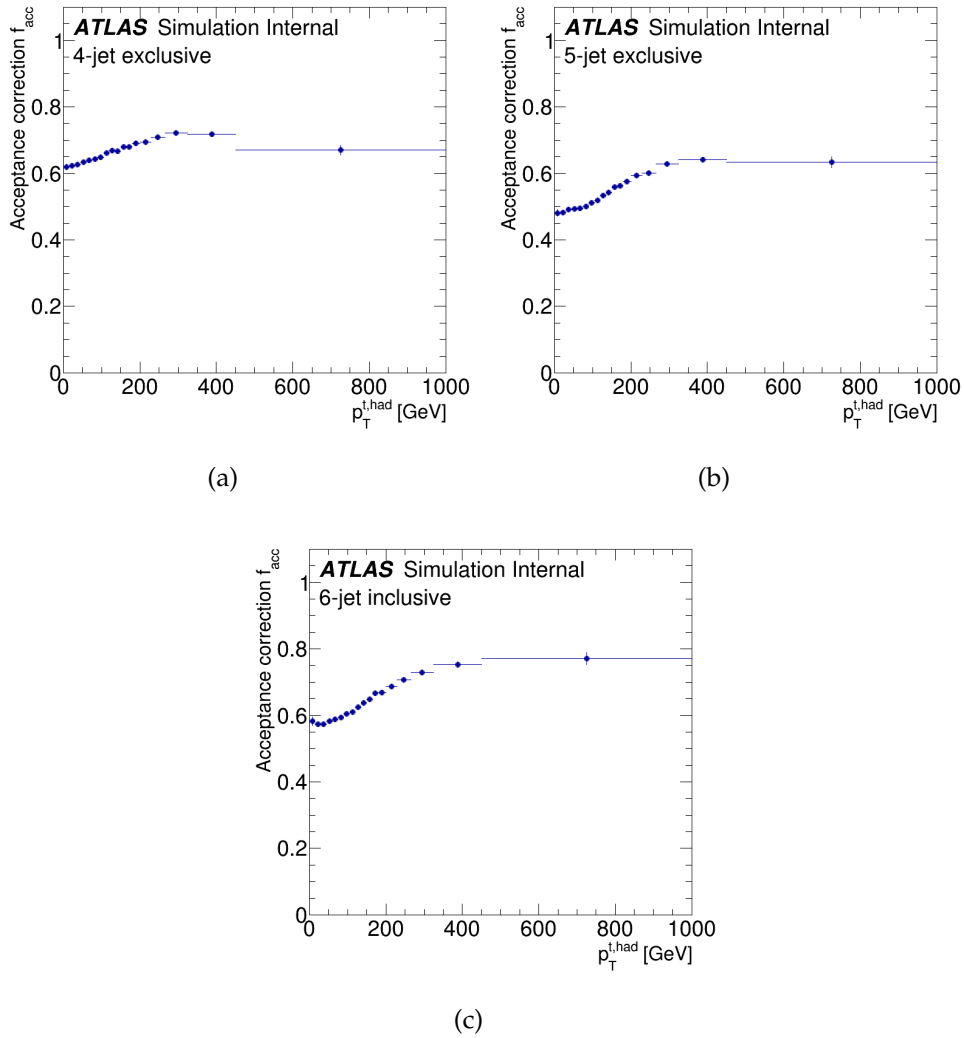 ATLAS Simulation Internal
4-jet exclusive
Acceptance correction f_acc
1
0.8
0.6
0.4
0.2
0
0 200 400 600 800 1000
p_T^{t,had} [GeV]
(a)
ATLAS Simulation Internal
5-jet exclusive
Acceptance correction f_acc
1
0.8
0.6
0.4
0.2
0
0 200 400 600 800 1000
p_T^{t,had} [GeV]
(b)
ATLAS Simulation Internal
6-jet inclusive
Acceptance correction f_acc
1
0.8
0.6
0.4
0.2
0
0 200 400 600 800 1000
p_T^{t,had} [GeV]
(c)